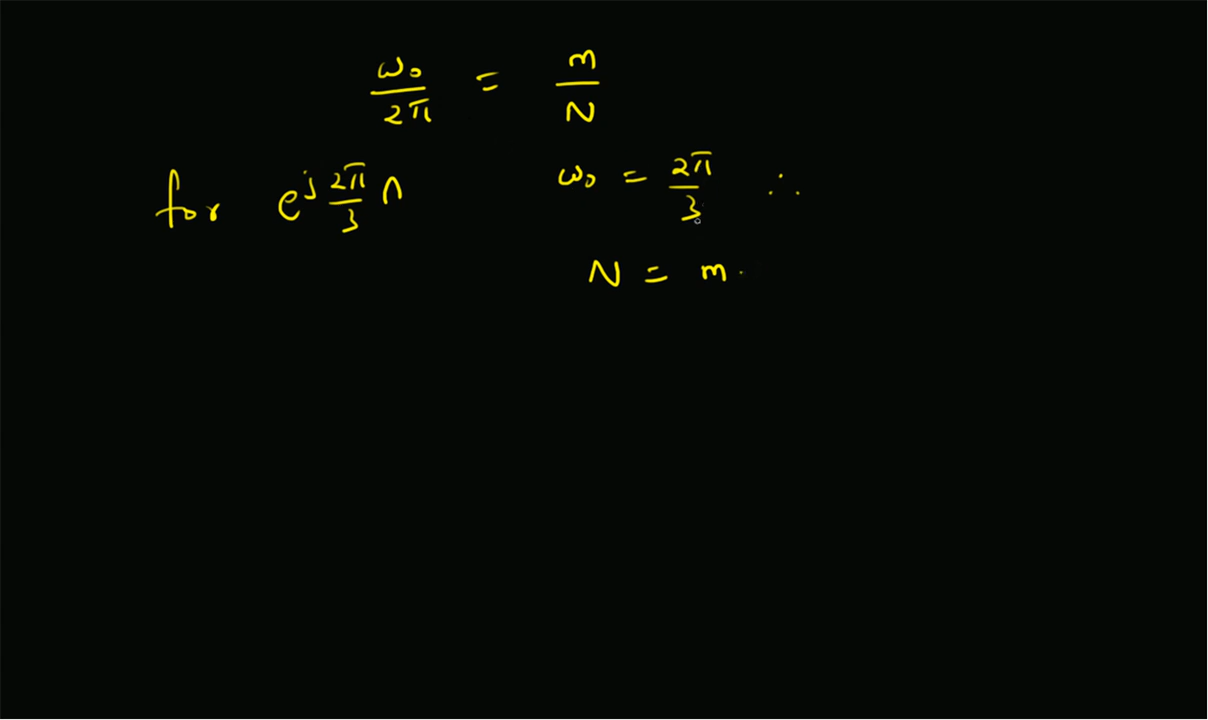 ω₀/2π = m/N
for e^(j 2π/3 n) ω₀ = 2π/3 ∴
N = m ·